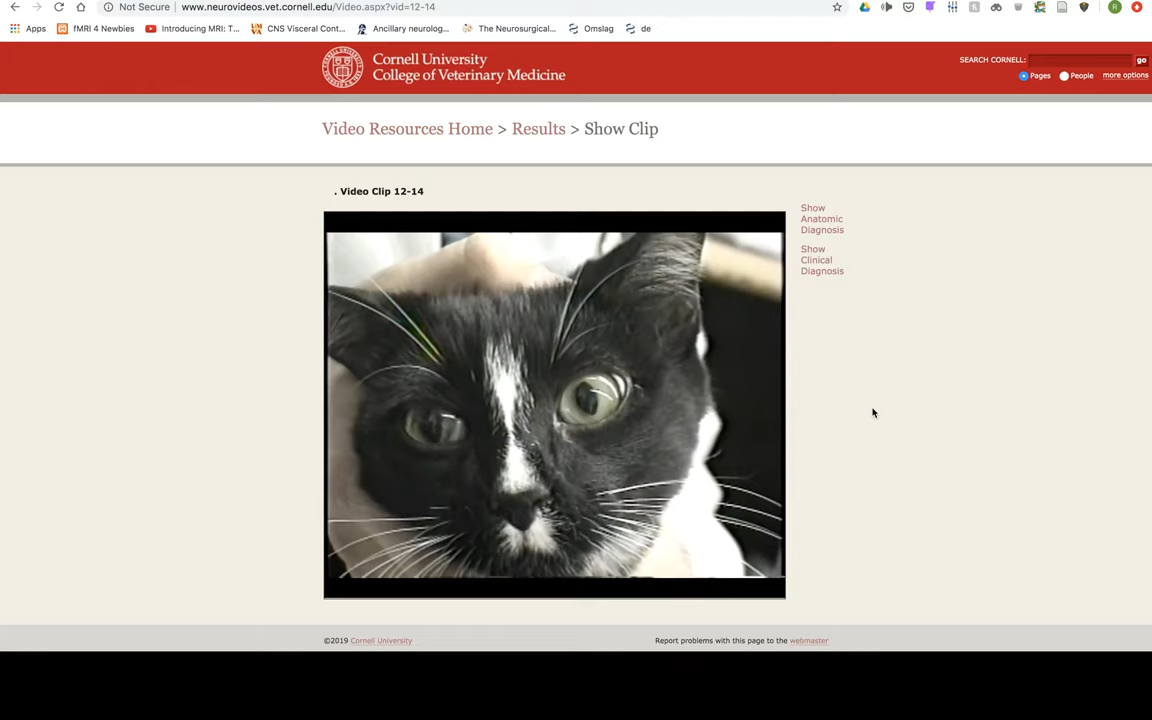 Not Secure www.neurovideos.vet.cornell.edu/Video.aspx?vid=12-14
Apps fMRI 4 Newbies Introducing MRI: T... CNS Visceral Cont... Ancillary neurolog... The Neurosurgical... Omslag de
R
Cornell University
College of Veterinary Medicine
SEARCH CORNELL: go
Pages People more options
Video Resources Home > Results > Show Clip
. Video Clip 12-14
Show
Anatomic
Diagnosis
Show
Clinical
Diagnosis
©2019 Cornell University
Report problems with this page to the webmaster